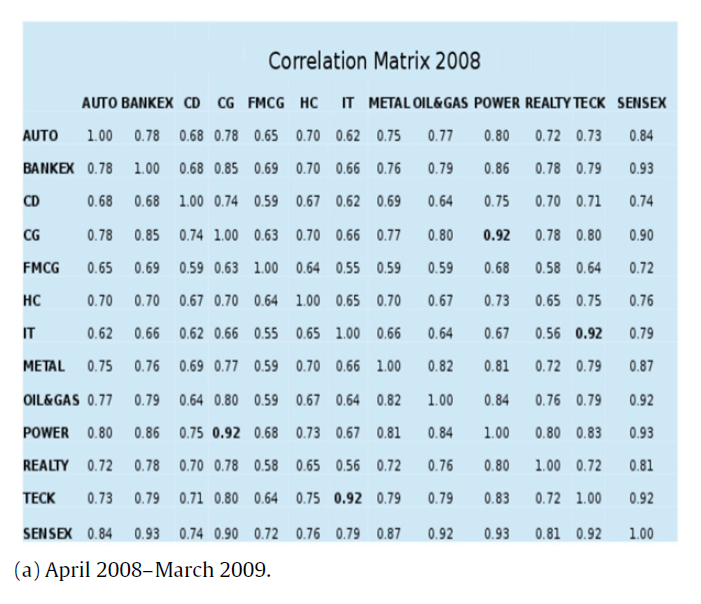 Correlation Matrix 2008
AUTO BANKEX CD CG FMCG HC IT METAL OIL&GAS POWER REALTY TECK SENSEX
AUTO 1.00 0.78 0.68 0.78 0.65 0.70 0.62 0.75 0.77 0.80 0.72 0.73 0.84
BANKEX 0.78 1.00 0.68 0.85 0.69 0.70 0.66 0.76 0.79 0.86 0.78 0.79 0.93
CD 0.68 0.68 1.00 0.74 0.59 0.67 0.62 0.69 0.64 0.75 0.70 0.71 0.74
CG 0.78 0.85 0.74 1.00 0.63 0.70 0.66 0.77 0.80 0.92 0.78 0.80 0.90
FMCG 0.65 0.69 0.59 0.63 1.00 0.64 0.55 0.59 0.59 0.68 0.58 0.64 0.72
HC 0.70 0.70 0.67 0.70 0.64 1.00 0.65 0.70 0.67 0.73 0.65 0.75 0.76
IT 0.62 0.66 0.62 0.66 0.55 0.65 1.00 0.66 0.64 0.67 0.56 0.92 0.79
METAL 0.75 0.76 0.69 0.77 0.59 0.70 0.66 1.00 0.82 0.81 0.72 0.79 0.87
OIL&GAS 0.77 0.79 0.64 0.80 0.59 0.67 0.64 0.82 1.00 0.84 0.76 0.79 0.92
POWER 0.80 0.86 0.75 0.92 0.68 0.73 0.67 0.81 0.84 1.00 0.80 0.83 0.93
REALTY 0.72 0.78 0.70 0.78 0.58 0.65 0.56 0.72 0.76 0.80 1.00 0.72 0.81
TECK 0.73 0.79 0.71 0.80 0.64 0.75 0.92 0.79 0.79 0.83 0.72 1.00 0.92
SENSEX 0.84 0.93 0.74 0.90 0.72 0.76 0.79 0.87 0.92 0.93 0.81 0.92 1.00
(a) April 2008–March 2009.